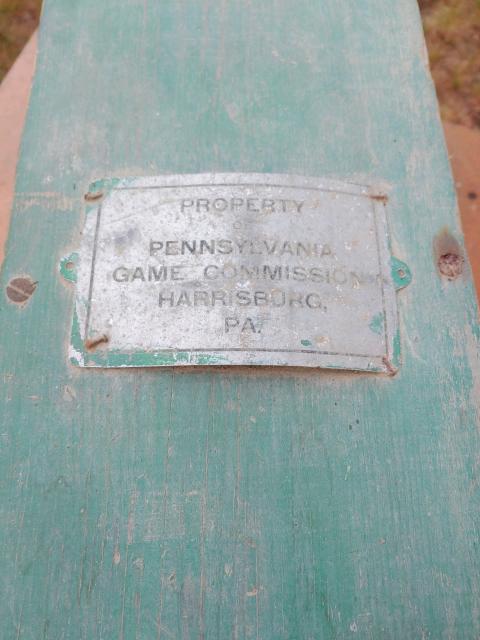 PROPERTY
OF
PENNSYLVANIA
GAME COMMISSION
HARRISBURG,
PA.